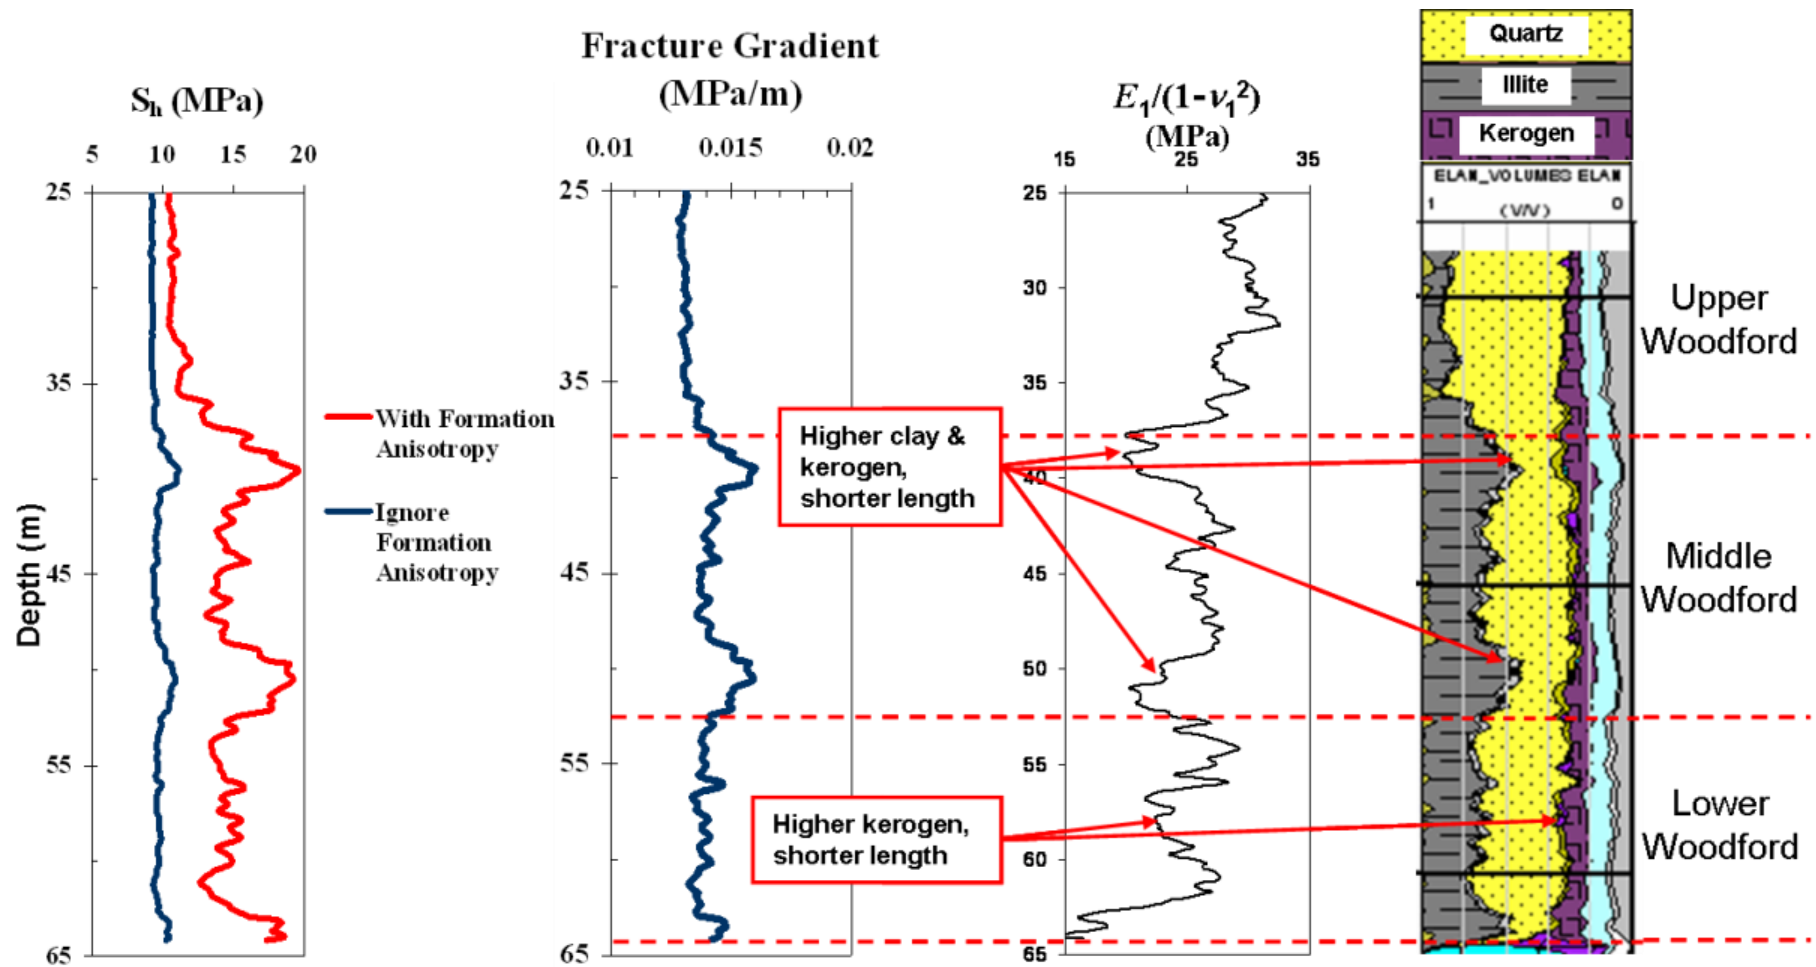 Fracture Gradient
(MPa/m)
Sh (MPa)
E1/(1-ν1²)
(MPa)
Quartz
Illite
Kerogen
ELAN_VOLUMES ELAN
1 (V/V) 0
5 10 15 20
0.01 0.015 0.02
15 25 35
Depth (m)
25
35
45
55
65
With Formation
Anisotropy
Ignore
Formation
Anisotropy
25
35
45
55
65
Higher clay &
kerogen,
shorter length
Higher kerogen,
shorter length
25
30
35
40
45
50
65
60
65
Upper
Woodford
Middle
Woodford
Lower
Woodford